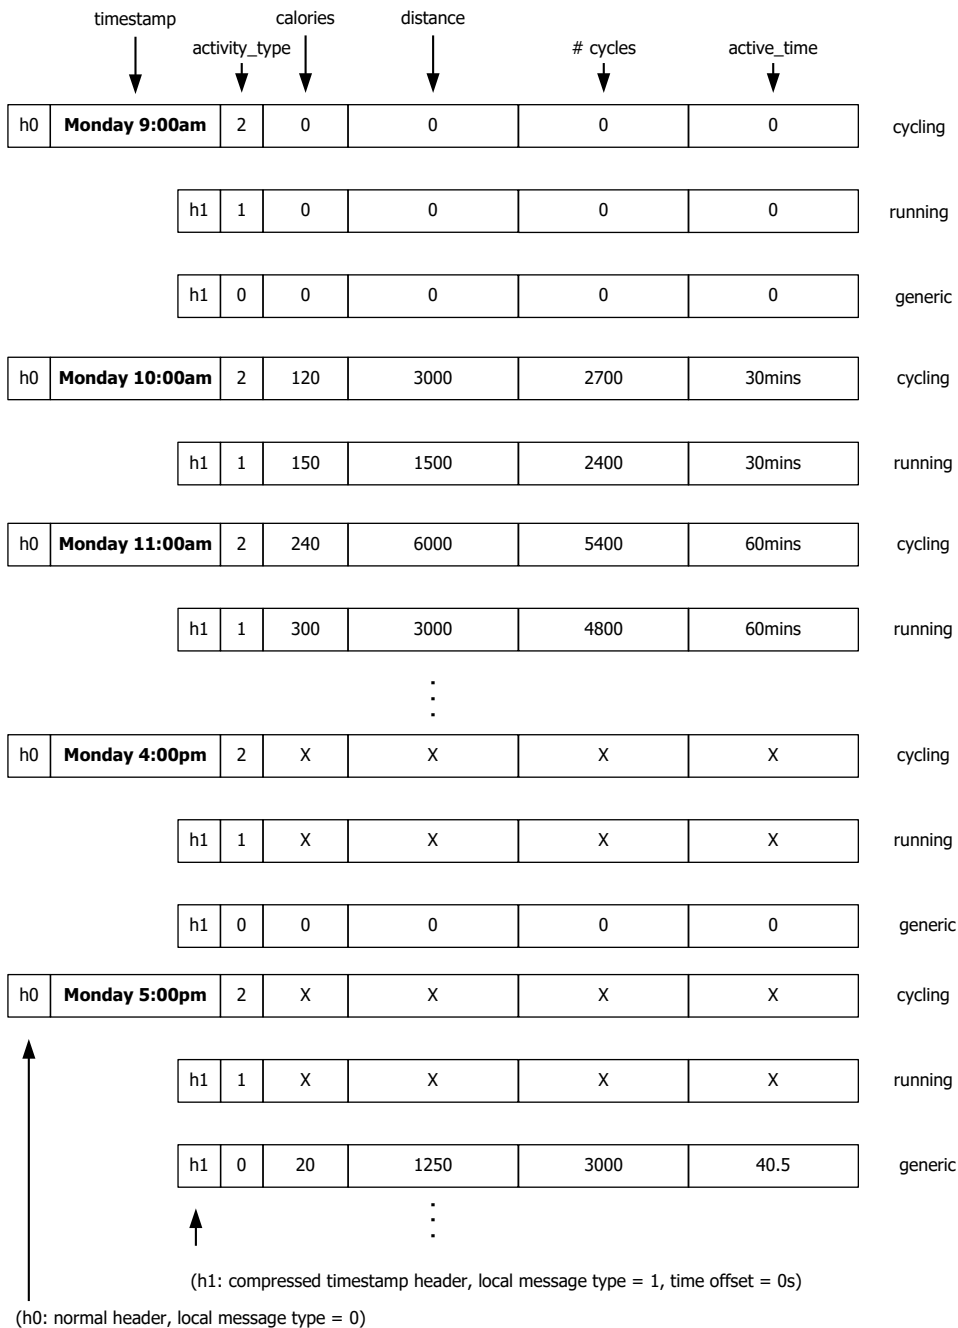 timestamp calories distance
activity_type # cycles active_time
h0 Monday 9:00am 2 0 0 0 0 cycling
h1 1 0 0 0 0 running
h1 0 0 0 0 0 generic
h0 Monday 10:00am 2 120 3000 2700 30mins cycling
h1 1 150 1500 2400 30mins running
h0 Monday 11:00am 2 240 6000 5400 60mins cycling
h1 1 300 3000 4800 60mins running
h0 Monday 4:00pm 2 X X X X cycling
h1 1 X X X X running
h1 0 0 0 0 0 generic
h0 Monday 5:00pm 2 X X X X cycling
h1 1 X X X X running
h1 0 20 1250 3000 40.5 generic
(h1: compressed timestamp header, local message type = 1, time offset = 0s)
(h0: normal header, local message type = 0)